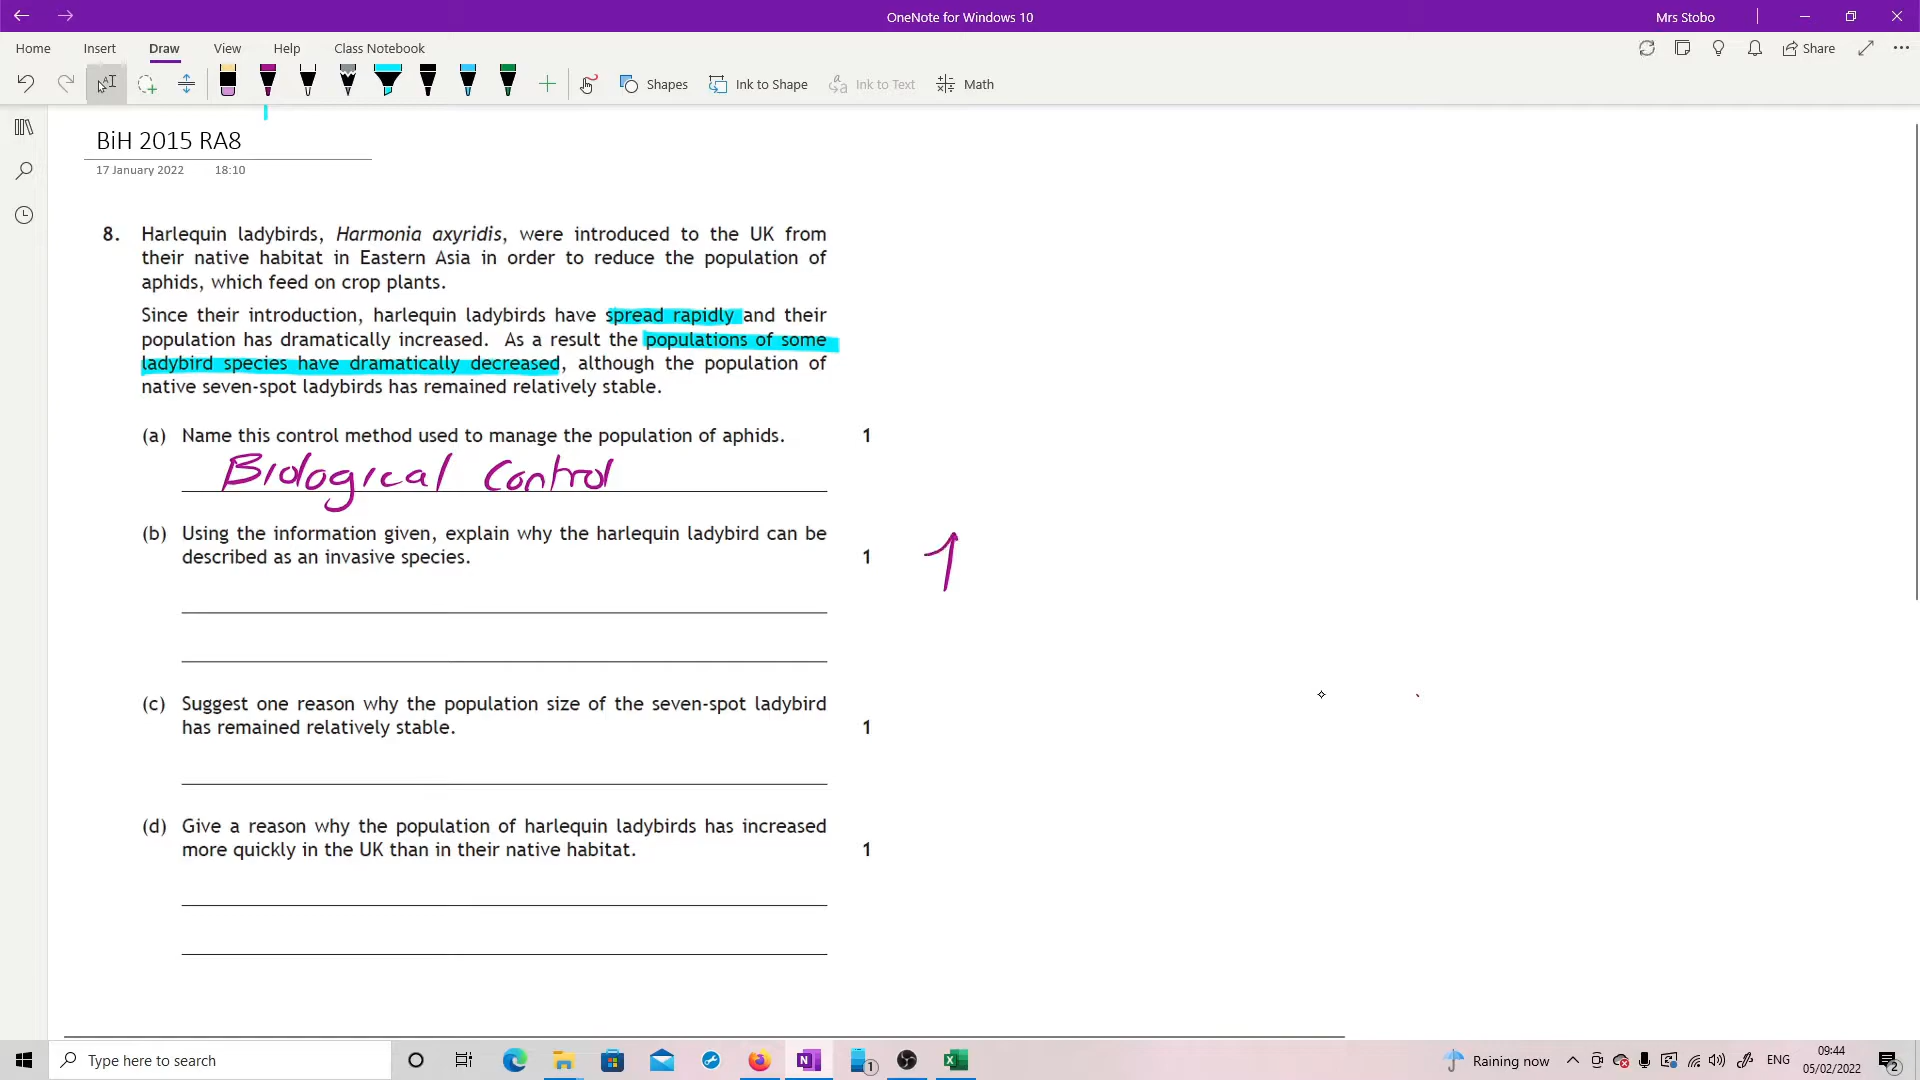 OneNote for Windows 10
Mrs Stobo
Home Insert Draw View Help Class Notebook
Share
Shapes Ink to Shape Ink to Text Math
BiH 2015 RA8
17 January 2022 18:10
8. Harlequin ladybirds, Harmonia axyridis, were introduced to the UK from
their native habitat in Eastern Asia in order to reduce the population of
aphids, which feed on crop plants.
Since their introduction, harlequin ladybirds have spread rapidly and their
population has dramatically increased. As a result the populations of some
ladybird species have dramatically decreased, although the population of
native seven-spot ladybirds has remained relatively stable.
(a) Name this control method used to manage the population of aphids. 1
Biological Control
(b) Using the information given, explain why the harlequin ladybird can be
described as an invasive species. 1 1
(c) Suggest one reason why the population size of the seven-spot ladybird
has remained relatively stable. 1
(d) Give a reason why the population of harlequin ladybirds has increased
more quickly in the UK than in their native habitat. 1
Type here to search
Raining now
ENG
09:44
05/02/2022